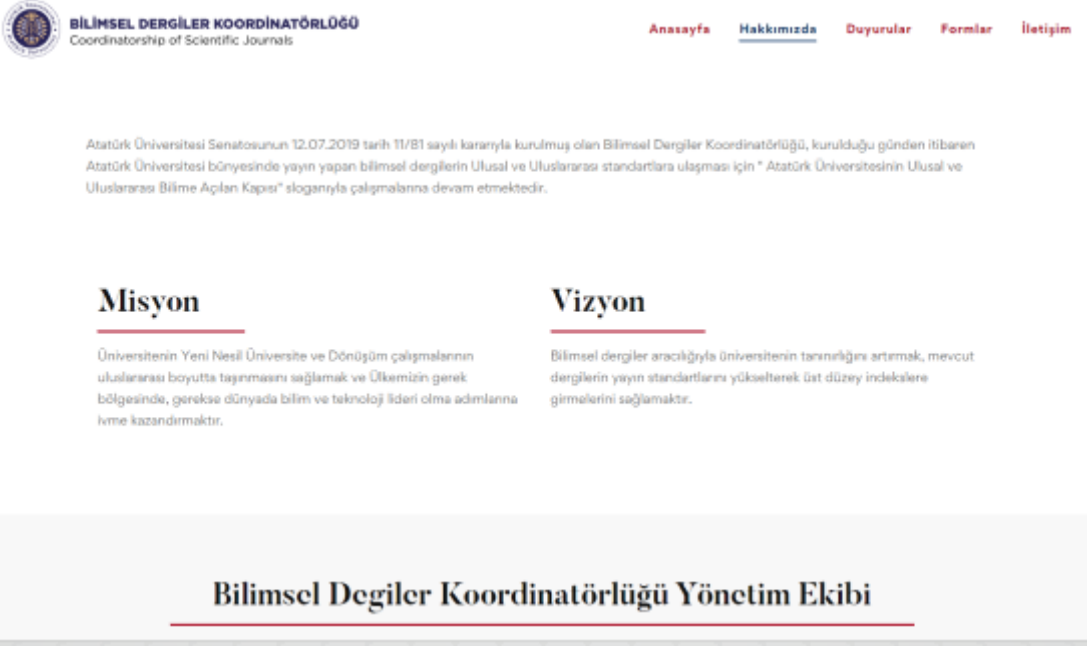 BİLİMSEL DERGİLER KOORDİNATÖRLÜĞÜ
Coordinatorship of Scientific Journals
Anasayfa Hakkımızda Duyurular Formlar İletişim
Atatürk Üniversitesi Senatosunun 12.07.2019 tarih 11/81 sayılı kararıyla kurulmuş olan Bilimsel Dergiler Koordinatörlüğü, kurulduğu günden itibaren
Atatürk Üniversitesi bünyesinde yayın yapan bilimsel dergilerin Ulusal ve Uluslararası standartlara ulaşması için " Atatürk Üniversitesinin Ulusal ve
Uluslararası Bilime Açılan Kapısı" sloganıyla çalışmalarına devam etmektedir.
Misyon
Üniversitenin Yeni Nesil Üniversite ve Dönüşüm çalışmalarının
uluslararası boyutta taşınmasını sağlamak ve Ülkemizin gerek
bölgesinde, gerekse dünyada bilim ve teknoloji lideri olma adımlarına
ivme kazandırmaktır.
Vizyon
Bilimsel dergiler aracılığıyla üniversitenin tanınırlığını artırmak, mevcut
dergilerin yayın standartlarını yükselterek üst düzey indekslere
girmelerini sağlamaktır.
Bilimsel Degiler Koordinatörlüğü Yönetim Ekibi